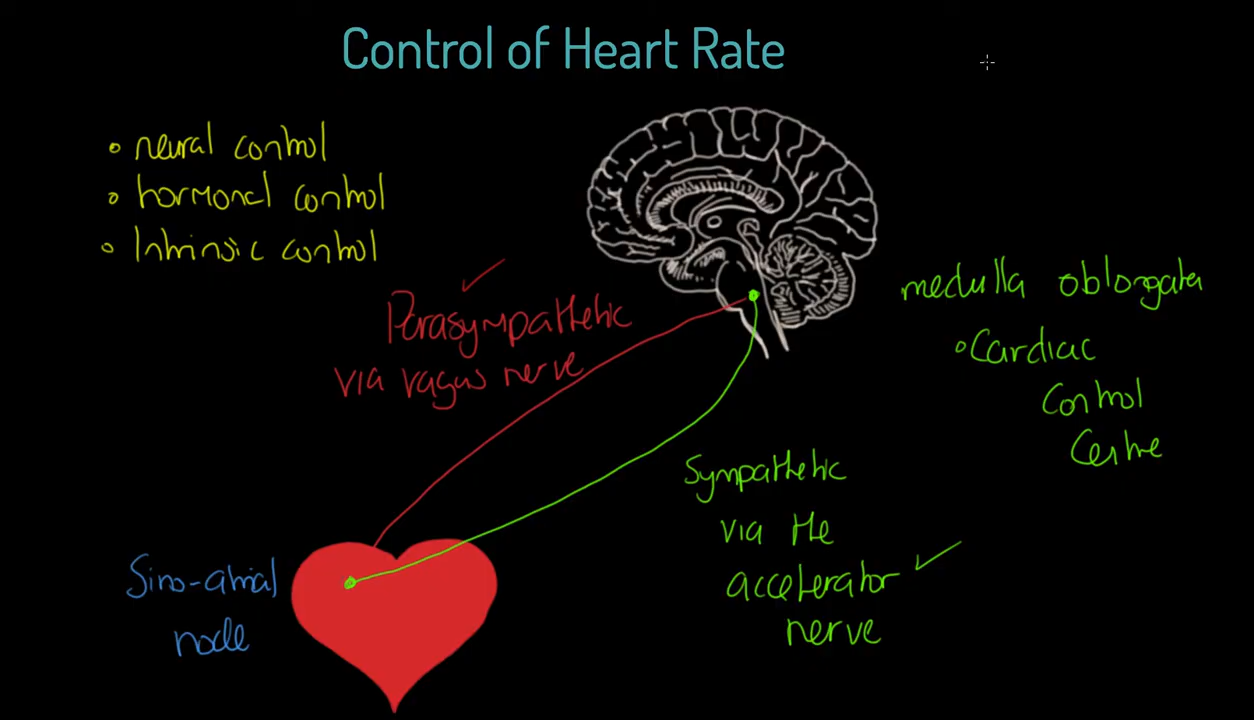 Control of Heart Rate
• neural control
• hormonal control
• Intrinsic control
Parasympathetic
via vagus nerve
medulla oblongata
• Cardiac
Control
Centre
Sympathetic
via the
accelerator
nerve
Sino-atrial
node